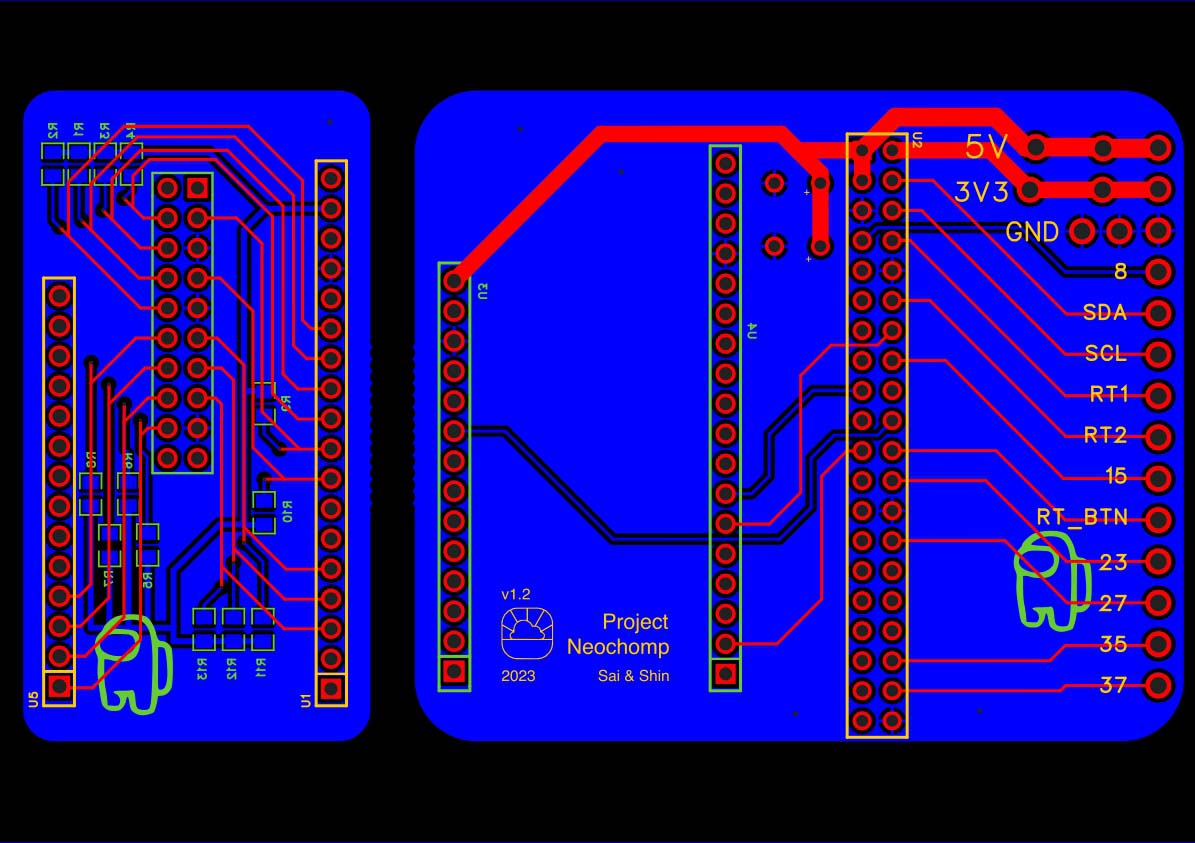 R2 R1 R3 R4
R9
R8 R6
R10
R7 R5
R13 R12 R11
U5
U1
U3
U4
U2
+
+
5V
3V3
GND
8
SDA
SCL
RT1
RT2
15
RT_BTN
23
27
35
37
v1.2
Project
Neochomp
2023 Sai & Shin